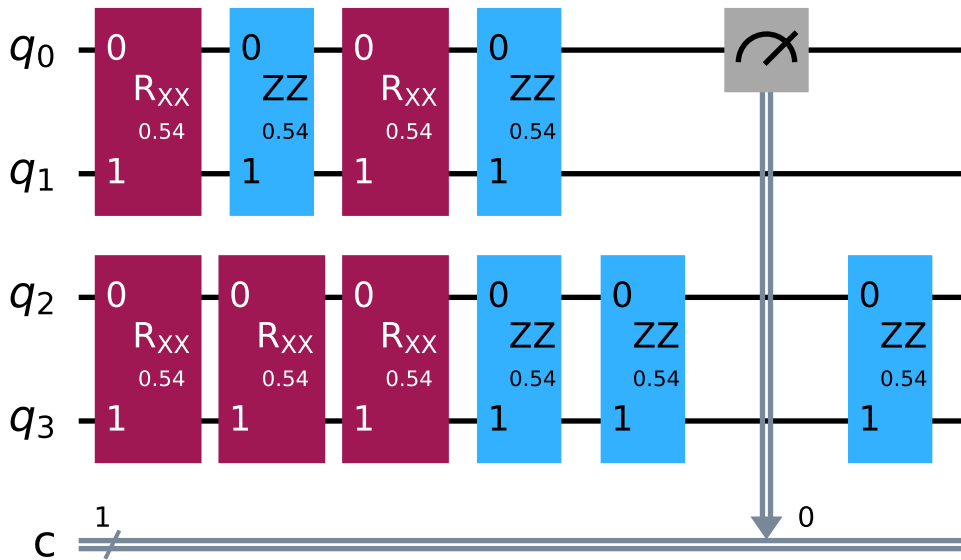 q0 0 0 0 0
RXX ZZ RXX ZZ
0.54 0.54 0.54 0.54
q1 1 1 1 1
q2 0 0 0 0 0 0
RXX RXX RXX ZZ ZZ ZZ
0.54 0.54 0.54 0.54 0.54 0.54
q3 1 1 1 1 1 1
1 0
c